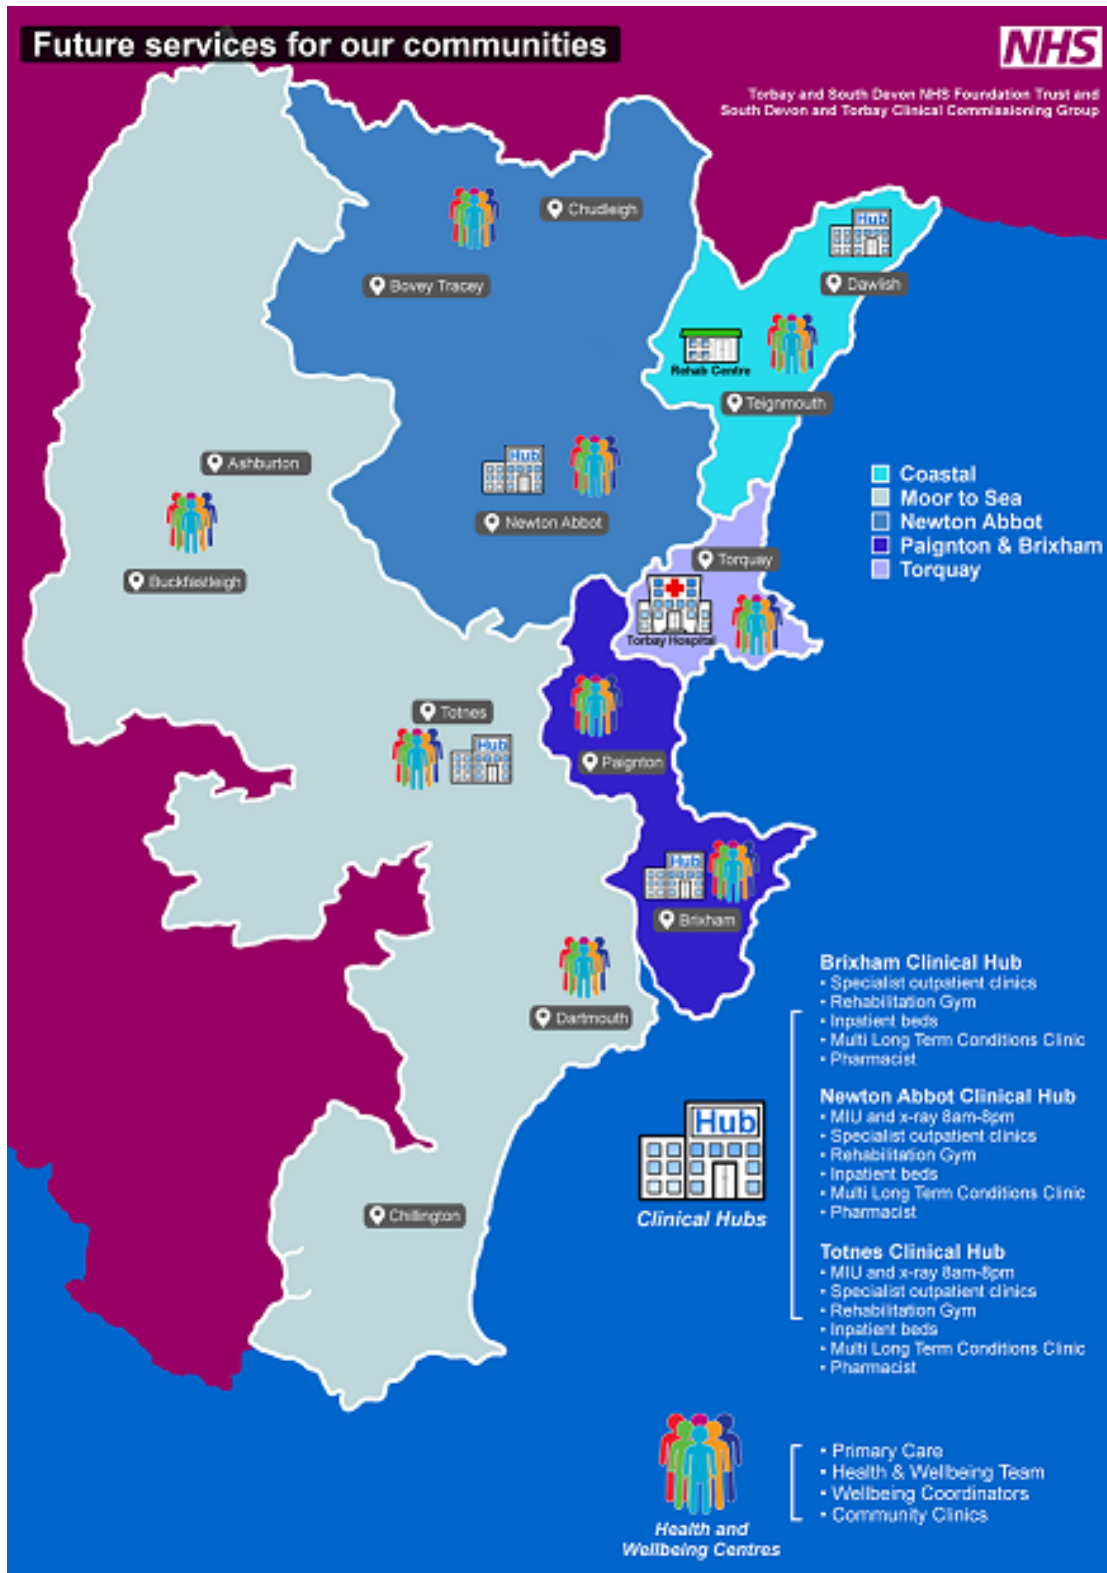 Future services for our communities
NHS
Torbay and South Devon NHS Foundation Trust and
South Devon and Torbay Clinical Commissioning Group
Chudleigh
Hub
Bovey Tracey
Dawlish
Rehab Centre
Teignmouth
Ashburton
Hub
Newton Abbot
Buckfastleigh
Coastal
Moor to Sea
Newton Abbot
Paignton & Brixham
Torquay
Torquay
Torbay Hospital
Totnes
Hub
Paignton
Hub
Brixham
Dartmouth
Chillington
Brixham Clinical Hub
• Specialist outpatient clinics
• Rehabilitation Gym
• Inpatient beds
• Multi Long Term Conditions Clinic
• Pharmacist
Newton Abbot Clinical Hub
• MIU and x-ray 8am-8pm
• Specialist outpatient clinics
• Rehabilitation Gym
• Inpatient beds
• Multi Long Term Conditions Clinic
• Pharmacist
Hub
Clinical Hubs
Totnes Clinical Hub
• MIU and x-ray 8am-8pm
• Specialist outpatient clinics
• Rehabilitation Gym
• Inpatient beds
• Multi Long Term Conditions Clinic
• Pharmacist
Health and
Wellbeing Centres
• Primary Care
• Health & Wellbeing Team
• Wellbeing Coordinators
• Community Clinics